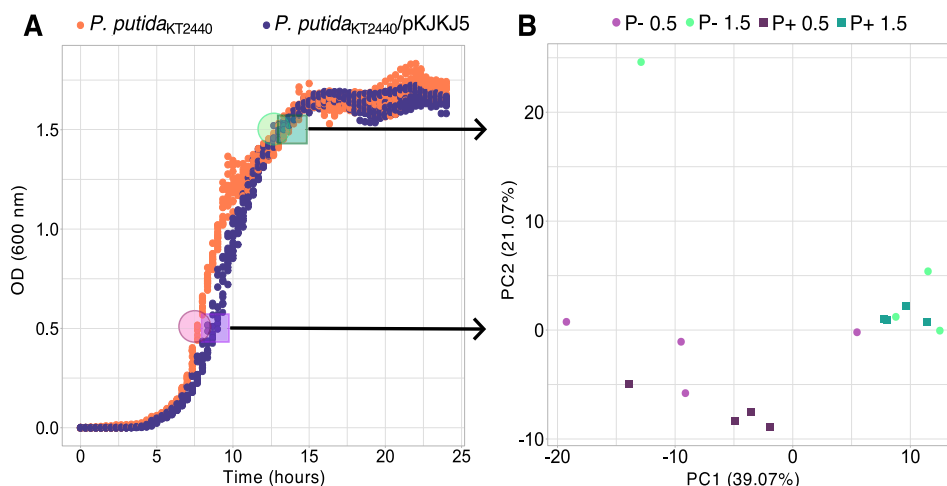 A
P. putidaKT2440 P. putidaKT2440/pKJKJ5
1.5
1.0
0.5
0.0
OD (600 nm)
0 5 10 15 20 25
Time (hours)
B
P- 0.5 P- 1.5 P+ 0.5 P+ 1.5
20
10
0
-10
PC2 (21.07%)
-20 -10 0 10
PC1 (39.07%)